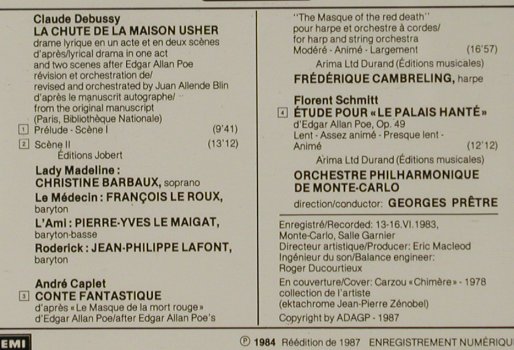 Claude Debussy
LA CHUTE DE LA MAISON USHER
drame lyrique en un acte et en deux scènes
d'après/lyrical drama in one act
and two scenes after Edgar Allan Poe
révision et orchestration de/
revised and orchestrated by Juan Allende Blin
d'après le manuscrit autographe/
from the original manuscript
(Paris, Bibliothèque Nationale)
1 Prélude - Scène I (9'41)
2 Scène II (13'12)
Éditions Jobert
Lady Madeline :
CHRISTINE BARBAUX, soprano
Le Médecin : FRANÇOIS LE ROUX,
baryton
L'Ami : PIERRE-YVES LE MAIGAT,
baryton-basse
Roderick : JEAN-PHILIPPE LAFONT,
baryton
André Caplet
3 CONTE FANTASTIQUE
d'après « Le Masque de la mort rouge »
d'Edgar Allan Poe/after Edgar Allan Poe's
"The Masque of the red death"
pour harpe et orchestre à cordes/
for harp and string orchestra
Modéré - Animé - Largement (16'57)
Arima Ltd Durand (Éditions musicales)
FRÉDÉRIQUE CAMBRELING, harpe
Florent Schmitt
4 ÉTUDE POUR « LE PALAIS HANTÉ »
d'Edgar Allan Poe, Op. 49
Lent - Assez animé - Presque lent -
Animé (12'12)
Arima Ltd Durand (Éditions musicales)
ORCHESTRE PHILHARMONIQUE
DE MONTE-CARLO
direction/conductor: GEORGES PRÊTRE
Enregistré/Recorded: 13-16.VI.1983,
Monte-Carlo, Salle Garnier
Directeur artistique/Producer: Eric Macleod
Ingénieur du son/Balance engineer:
Roger Ducourtieux
En couverture/Cover: Carzou «Chimère» - 1978
collection de l'artiste
(ektachrome Jean-Pierre Zénobel)
Copyright by ADAGP - 1987
EMI
℗ 1984 Réédition de 1987 ENREGISTREMENT NUMÉRIQU